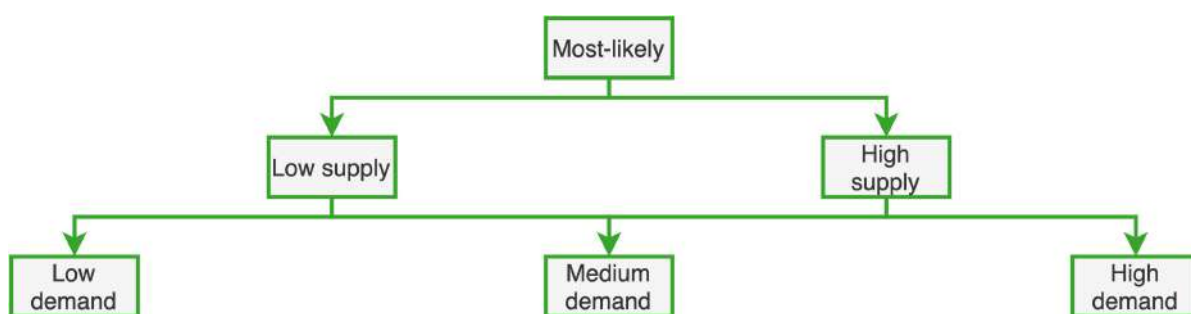 Most-likely
Low supply
High
supply
Low
demand
Medium
demand
High
demand